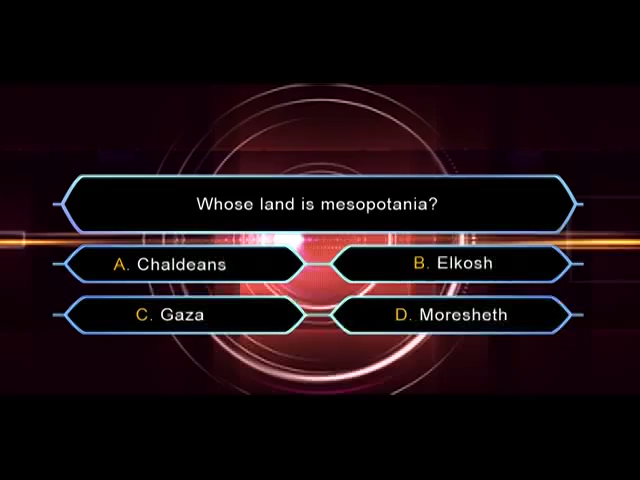 Whose land is mesopotania?
A. Chaldeans
B. Elkosh
C. Gaza
D. Moresheth